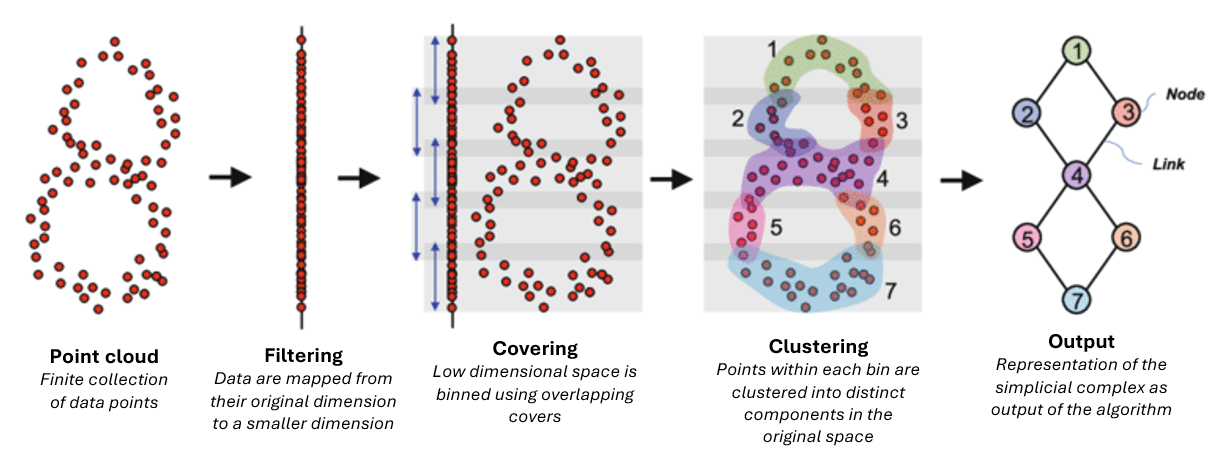 1
2
3
4
5
6
7
1
2
3
4
5
6
7
Node
Link
Point cloud
Finite collection
of data points
Filtering
Data are mapped from
their original dimension
to a smaller dimension
Covering
Low dimensional space is
binned using overlapping
covers
Clustering
Points within each bin are
clustered into distinct
components in the
original space
Output
Representation of the
simplicial complex as
output of the algorithm